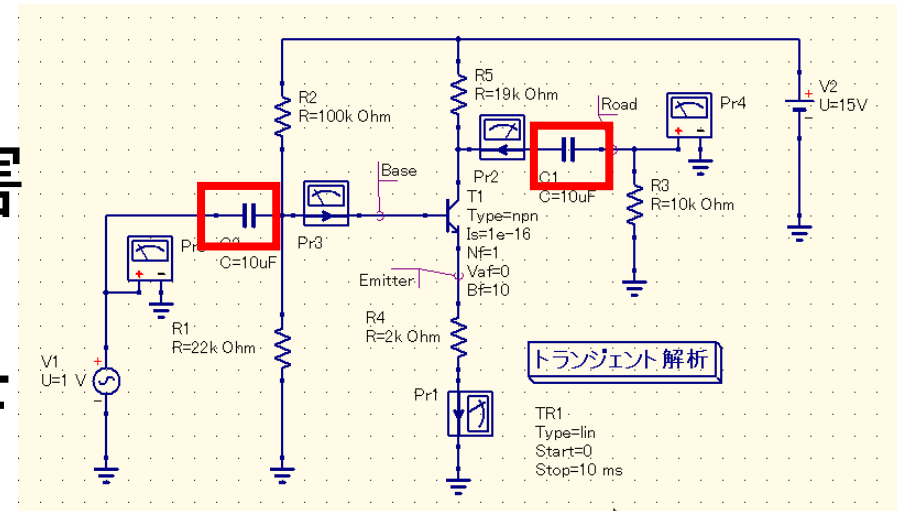 R2
R=100k Ohm
R5
R=19k Ohm
Road
Pr4
V2
U=15V
Base
Pr3
Pr2
C1
C=10uF
R3
R=10k Ohm
T1
Type=npn
Is=1e-16
Nf=1
Vaf=0
Bf=10
C=10uF
Emitter
R1
R=22k Ohm
R4
R=2k Ohm
V1
U=1 V
Pr1
トランジェント解析
TR1
Type=lin
Start=0
Stop=10 ms